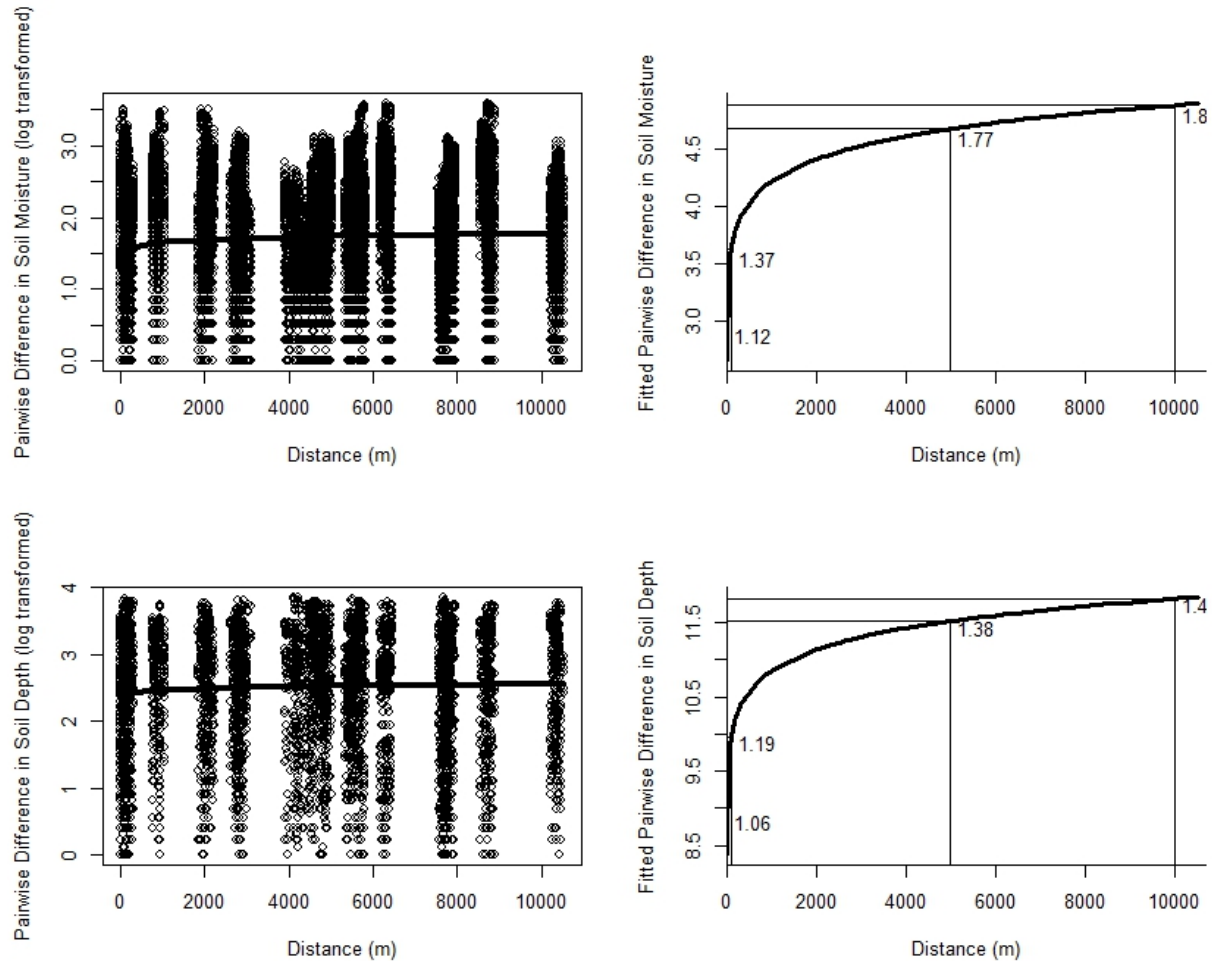 Pairwise Difference in Soil Moisture (log transformed)
0.0 1.0 2.0 3.0
0 2000 4000 6000 8000 10000
Distance (m)
Fitted Pairwise Difference in Soil Moisture
3.0 3.5 4.0 4.5
1.8
1.77
1.37
1.12
0 2000 4000 6000 8000 10000
Distance (m)
Pairwise Difference in Soil Depth (log transformed)
0 1 2 3 4
0 2000 4000 6000 8000 10000
Distance (m)
Fitted Pairwise Difference in Soil Depth
8.5 9.5 10.5 11.5
1.4
1.38
1.19
1.06
0 2000 4000 6000 8000 10000
Distance (m)